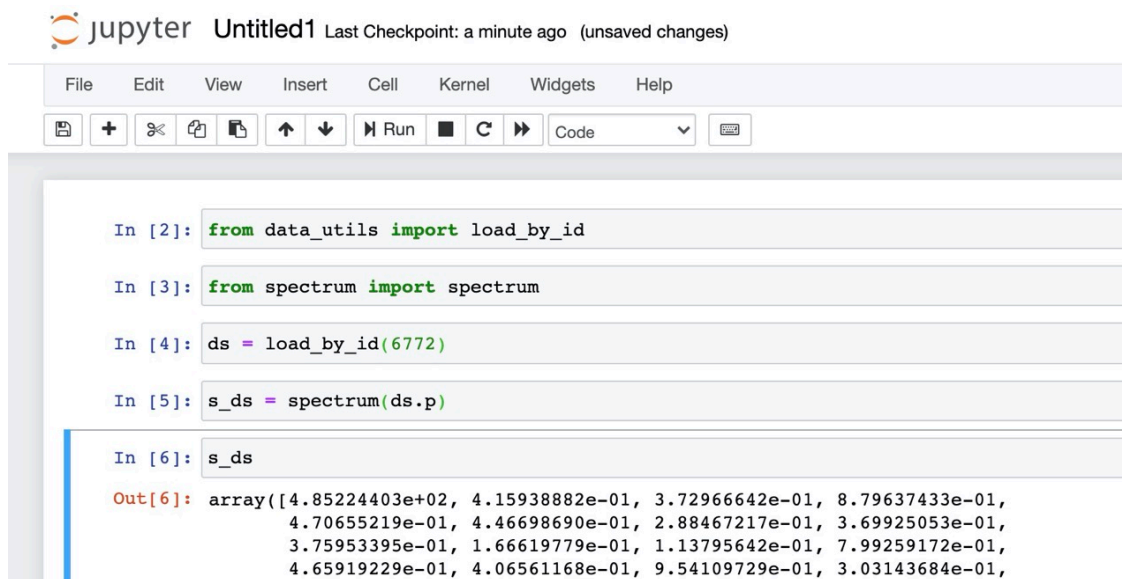 jupyter Untitled1 Last Checkpoint: a minute ago (unsaved changes)
File Edit View Insert Cell Kernel Widgets Help
Run Code
In [2]: from data_utils import load_by_id
In [3]: from spectrum import spectrum
In [4]: ds = load_by_id(6772)
In [5]: s_ds = spectrum(ds.p)
In [6]: s_ds
Out[6]: array([4.85224403e+02, 4.15938882e-01, 3.72966642e-01, 8.79637433e-01,
4.70655219e-01, 4.46698690e-01, 2.88467217e-01, 3.69925053e-01,
3.75953395e-01, 1.66619779e-01, 1.13795642e-01, 7.99259172e-01,
4.65919229e-01, 4.06561168e-01, 9.54109729e-01, 3.03143684e-01,